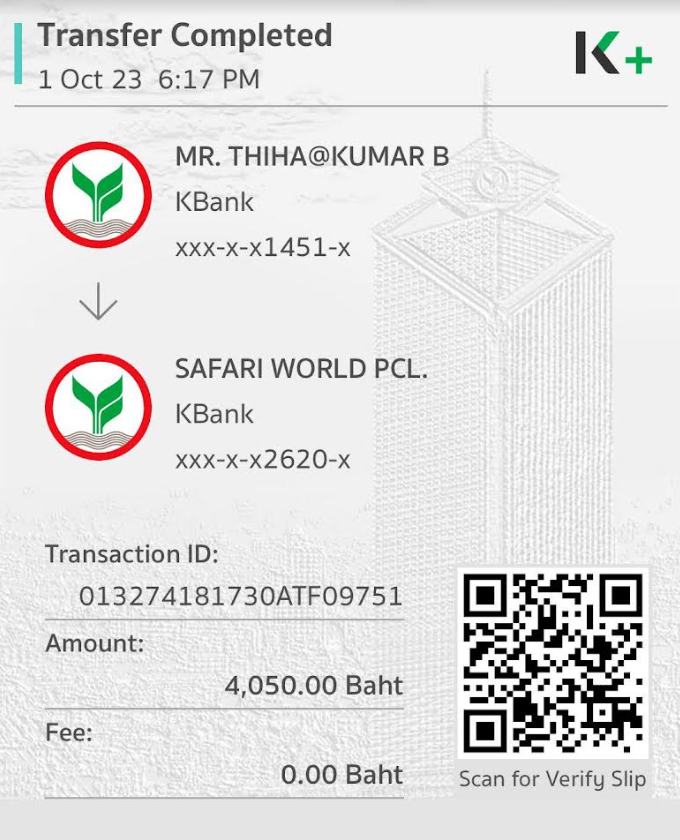 Transfer Completed
1 Oct 23 6:17 PM
K+
MR. THIHA@KUMAR B
KBank
xxx-x-x1451-x
SAFARI WORLD PCL.
KBank
xxx-x-x2620-x
Transaction ID:
013274181730ATF09751
Amount:
4,050.00 Baht
Fee:
0.00 Baht
Scan for Verify Slip